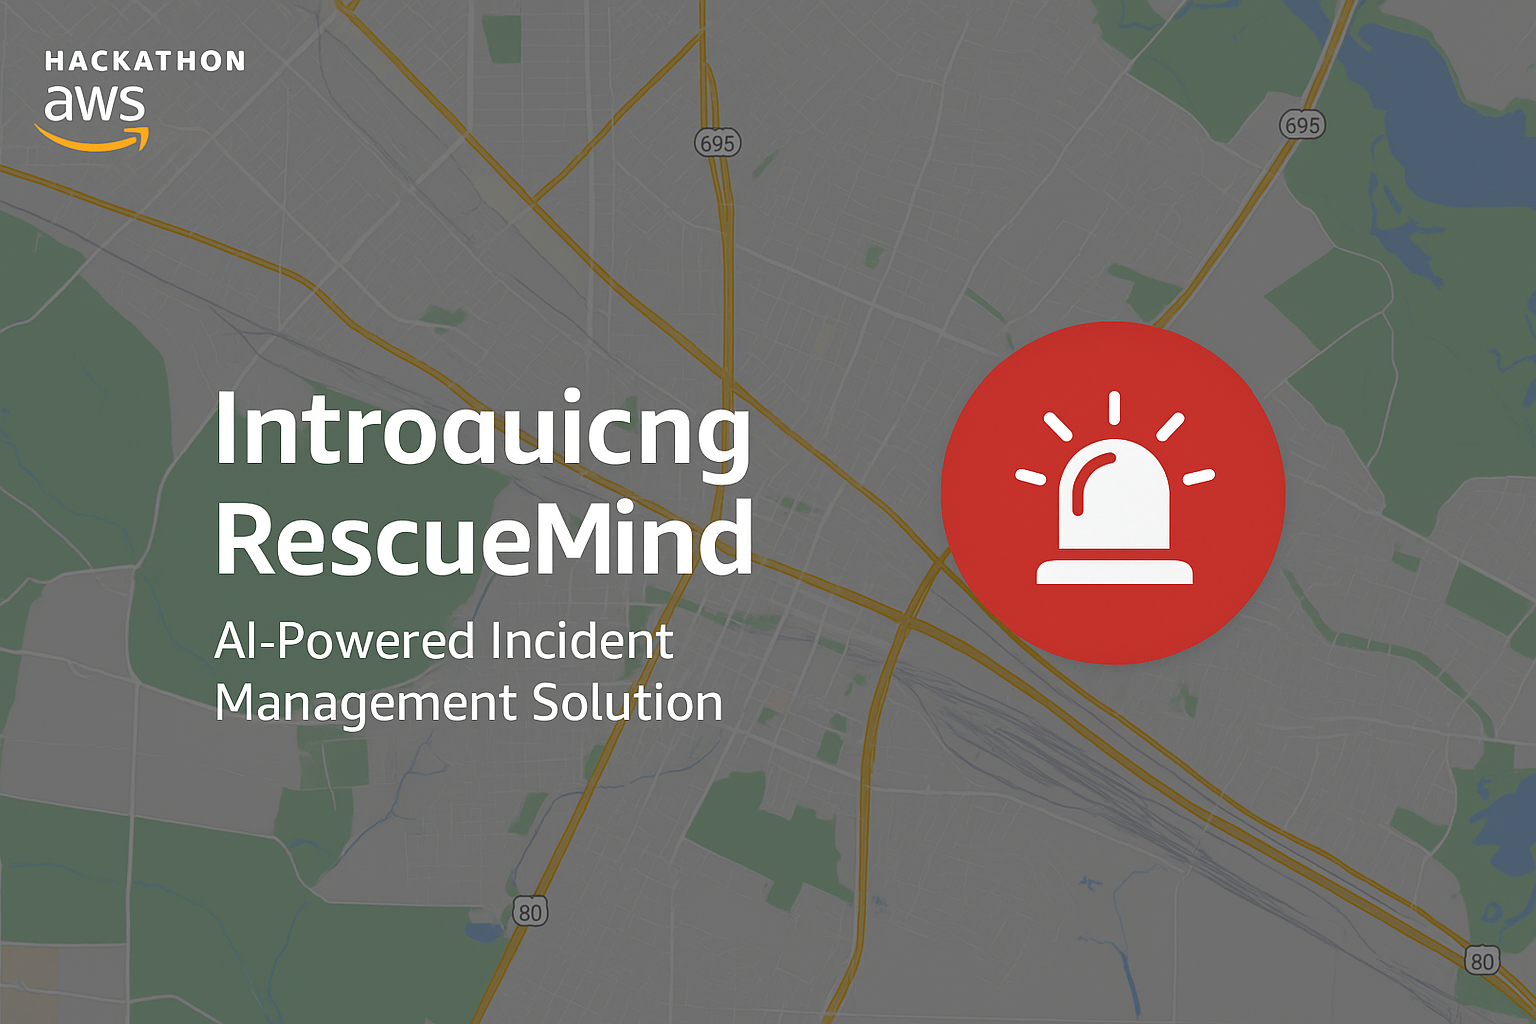 HACKATHON
aws
695
695
Introauicng
RescueMind
AI-Powered Incident
Management Solution
80
80